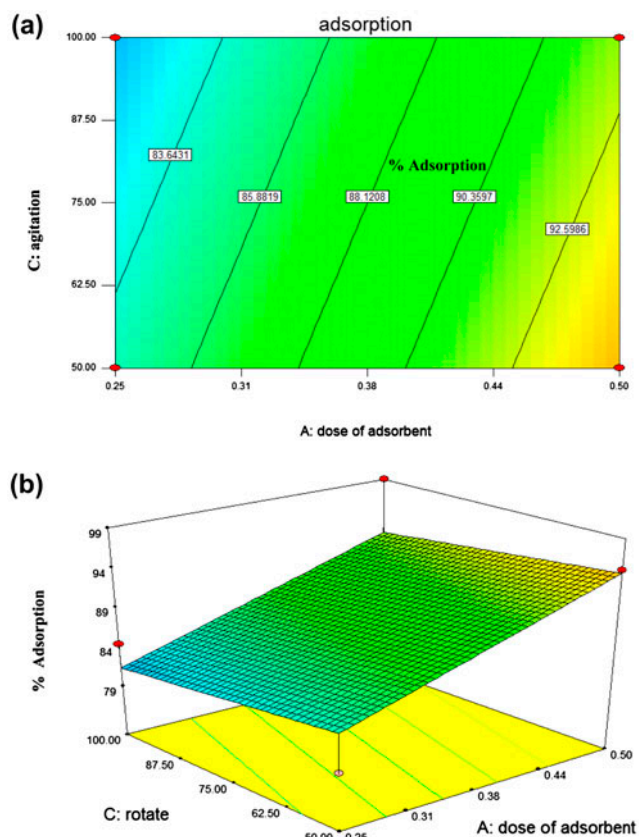 (a)
adsorption
100.00
87.50
75.00
62.50
50.00
C: agitation
83.6431
85.8819
88.1208
90.3597
92.5986
% Adsorption
0.25 0.31 0.38 0.44 0.50
A: dose of adsorbent
(b)
99
94
89
84
79
% Adsorption
100.00
87.50
75.00
62.50
C: rotate
0.31
0.38
0.44
0.50
A: dose of adsorbent